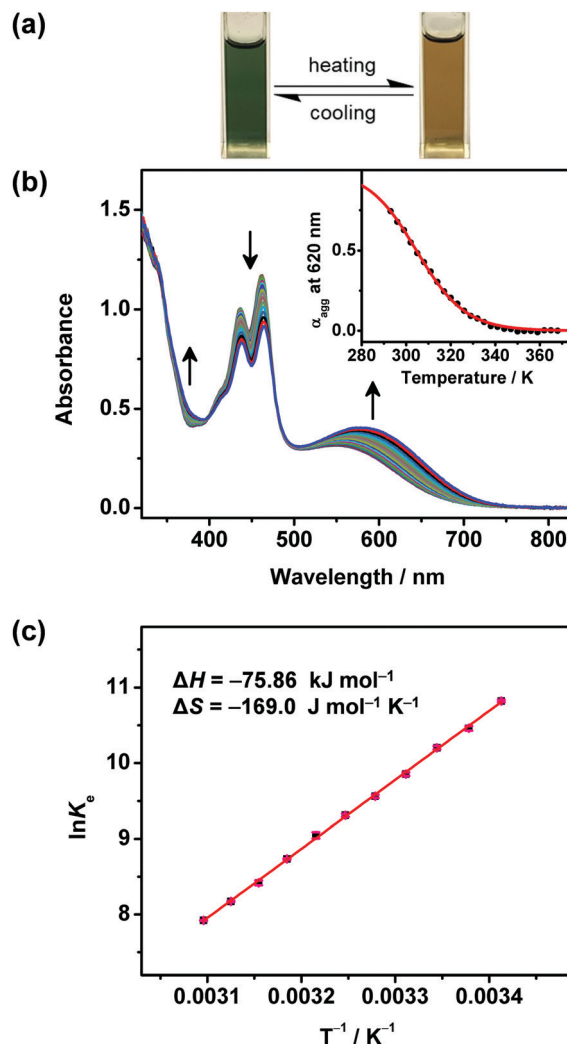 (a)
heating
cooling
(b)
Absorbance
1.5
1.0
0.5
0.0
400
500
600
700
800
Wavelength / nm
α_agg at 620 nm
0.5
0.0
280
300
320
340
360
Temperature / K
(c)
ΔH = −75.86 kJ mol⁻¹
ΔS = −169.0 J mol⁻¹ K⁻¹
lnKₑ
11
10
9
8
0.0031
0.0032
0.0033
0.0034
T⁻¹ / K⁻¹